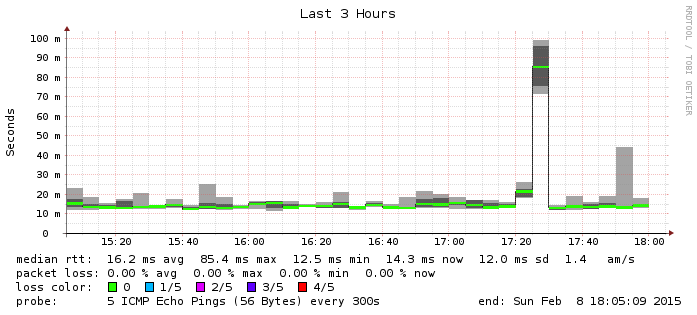 Last 3 Hours
RRDTOOL / TOBI OETIKER
Seconds
100 m
90 m
80 m
70 m
60 m
50 m
40 m
30 m
20 m
10 m
0
15:20 15:40 16:00 16:20 16:40 17:00 17:20 17:40 18:00
median rtt: 16.2 ms avg 85.4 ms max 12.5 ms min 14.3 ms now 12.0 ms sd 1.4 am/s
packet loss: 0.00 % avg 0.00 % max 0.00 % min 0.00 % now
loss color: 0 1/5 2/5 3/5 4/5
probe: 5 ICMP Echo Pings (56 Bytes) every 300s end: Sun Feb 8 18:05:09 2015